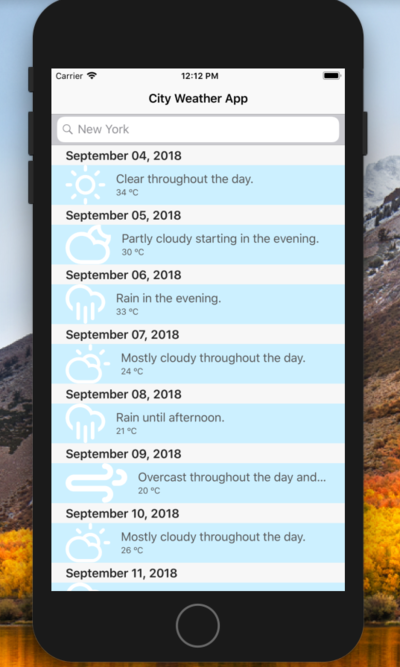 Carrier 12:12 PM
City Weather App
New York
September 04, 2018
Clear throughout the day.
34 ºC
September 05, 2018
Partly cloudy starting in the evening.
30 ºC
September 06, 2018
Rain in the evening.
33 ºC
September 07, 2018
Mostly cloudy throughout the day.
24 ºC
September 08, 2018
Rain until afternoon.
21 ºC
September 09, 2018
Overcast throughout the day and...
20 ºC
September 10, 2018
Mostly cloudy throughout the day.
26 ºC
September 11, 2018